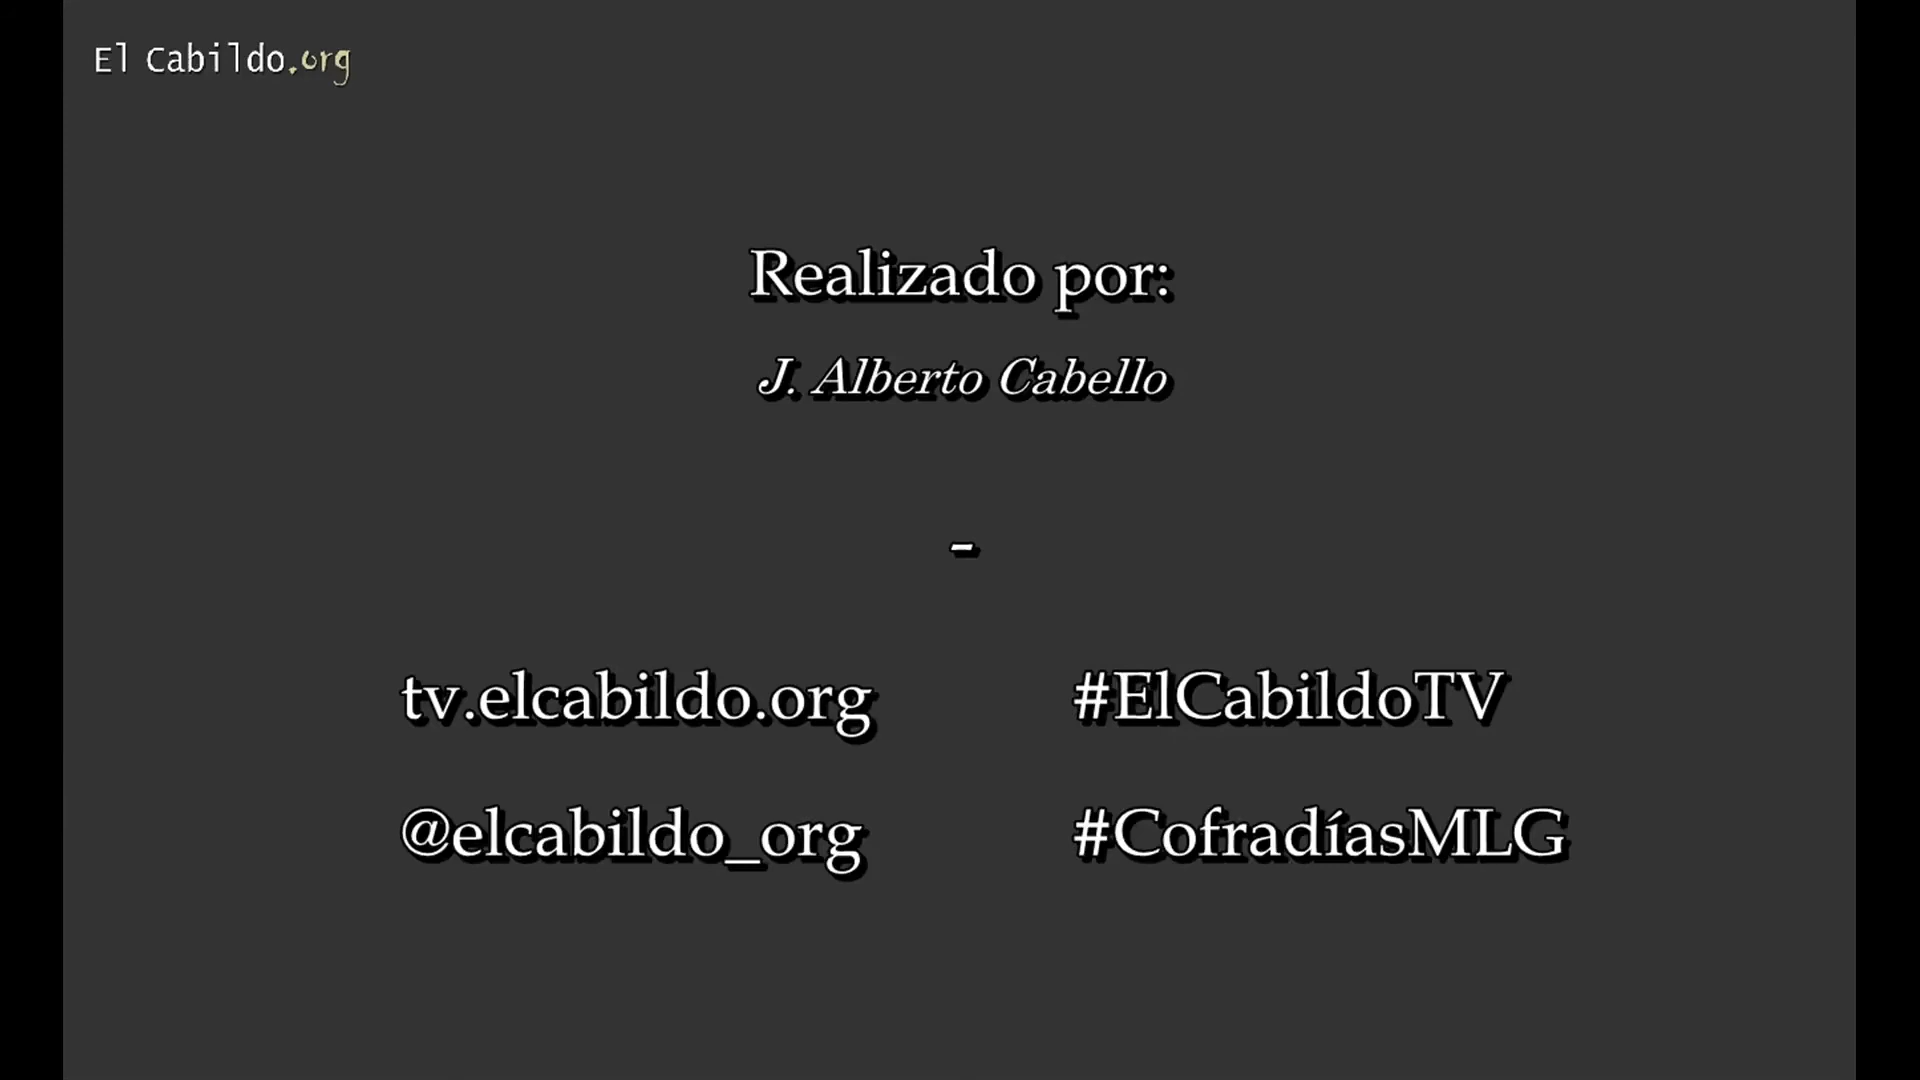 El Cabildo.org
Realizado por:
J. Alberto Cabello
-
tv.elcabildo.org #ElCabildoTV
@elcabildo_org #CofradíasMLG